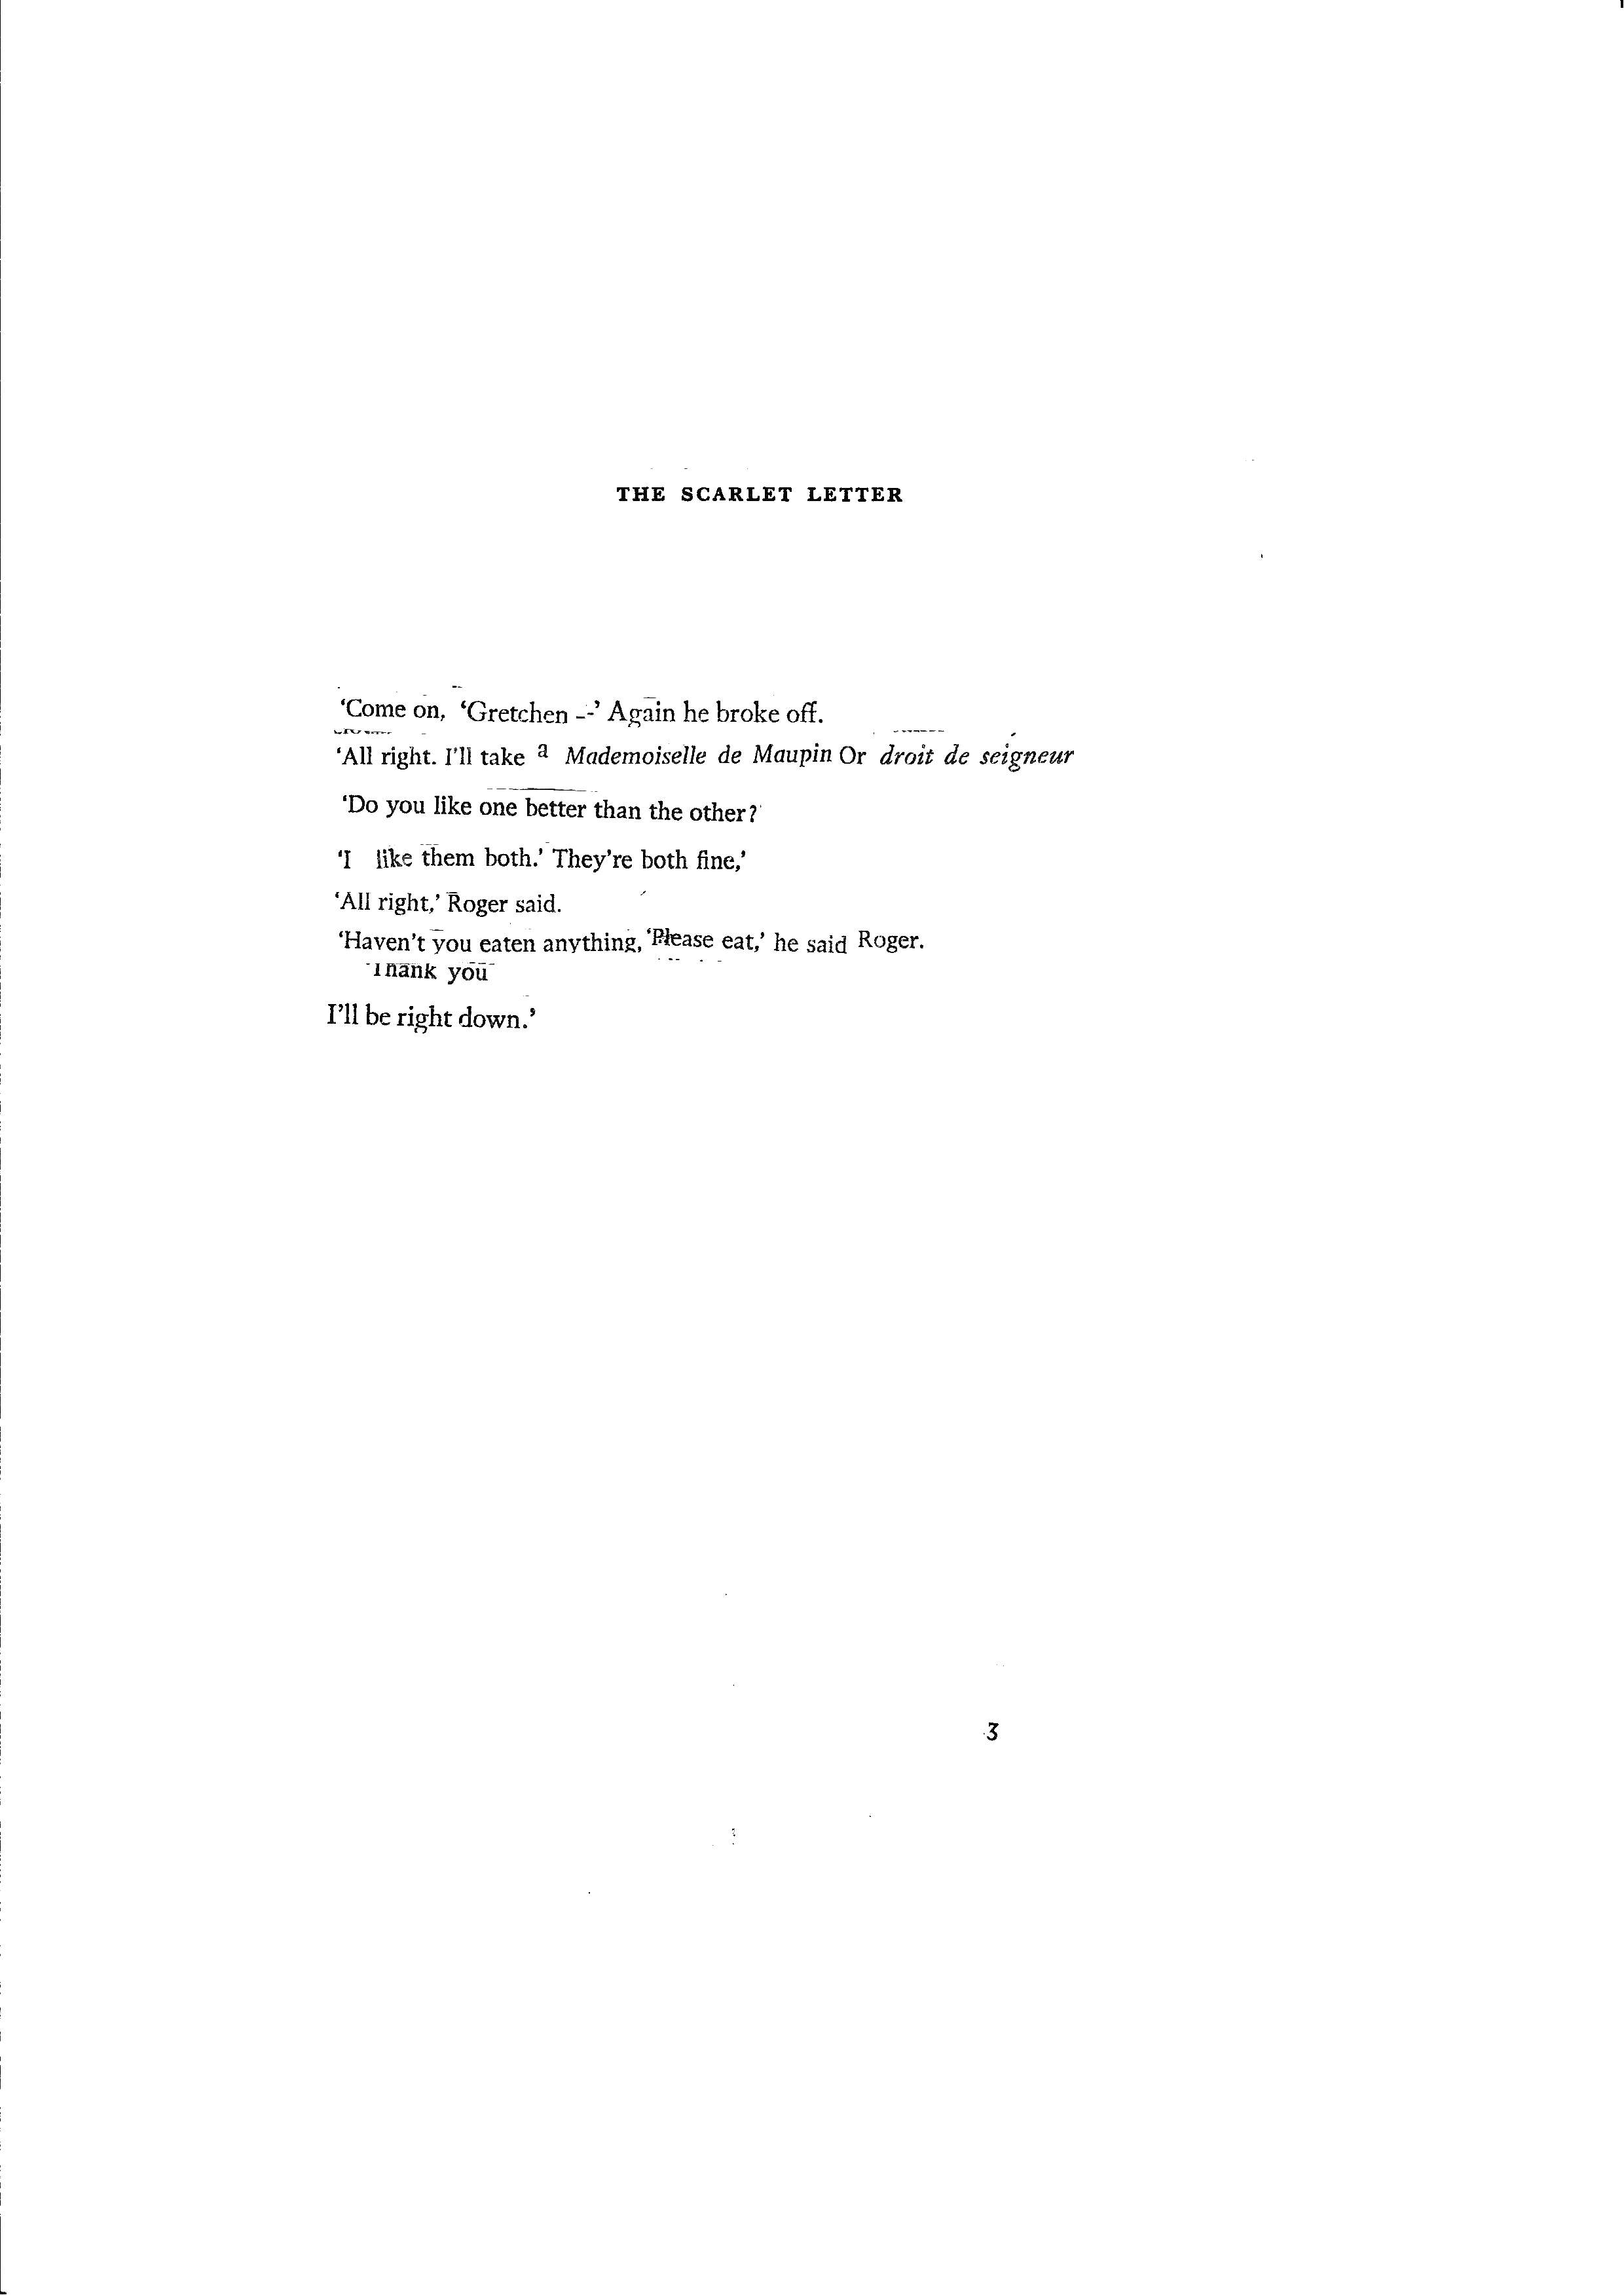 THE SCARLET LETTER
‘Come on, ‘Gretchen --’ Again he broke off.
‘All right. I'll take a Mademoiselle de Maupin Or droit de seigneur
‘Do you like one better than the other?
‘I like them both.’ They're both fine,’
‘All right,’ Roger said.
‘Haven't you eaten anything, ‘Please eat,’ he said Roger.
Thank you
I’ll be right down.’
3